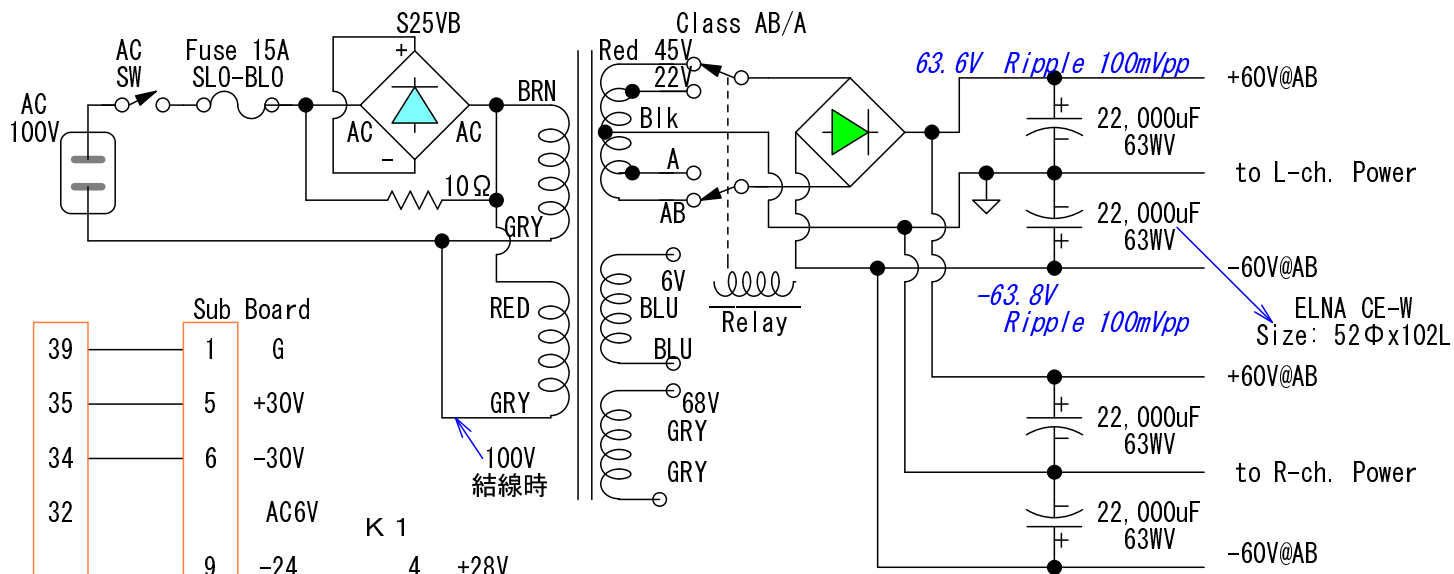 S25VB
Class AB/A
AC
SW
Fuse 15A
SLO-BLO
+
Red 45V
22V
63.6V Ripple 100mVpp
+60V@AB
AC
100V
BRN
AC
AC
Blk
+
22,000uF
63WV
−
A
10Ω
AB
GRY
to L-ch. Power
22,000uF
63WV
+
-60V@AB
6V
BLU
BLU
Relay
-63.8V
Ripple 100mVpp
ELNA CE-W
Size: 52Φx102L
Sub Board
RED
39
1
G
35
5
+30V
GRY
68V
GRY
GRY
+60V@AB
+
22,000uF
63WV
34
6
-30V
100V
結線時
to R-ch. Power
32
AC6V
K1
22,000uF
63WV
+
-60V@AB
9
-24
4
+28V